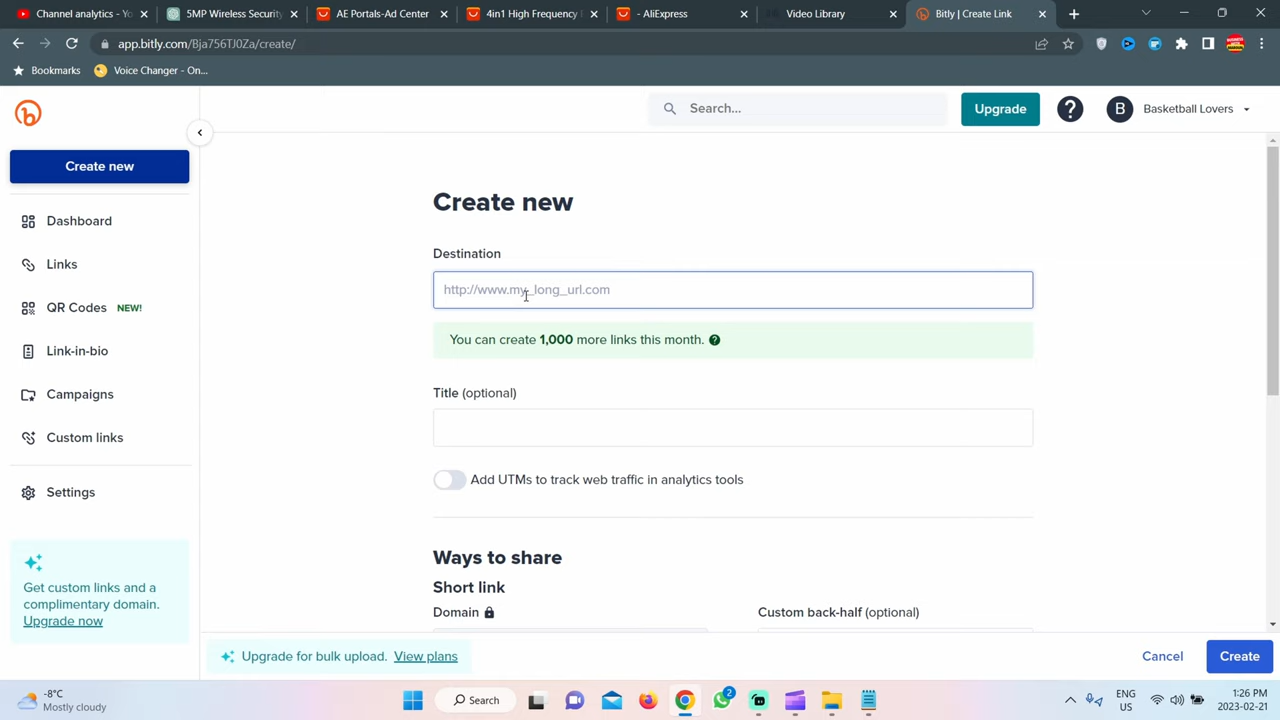 Channel analytics - Yo
5MP Wireless Securit
AE Portals-Ad Center
4in1 High Frequency
- AliExpress
Video Library
Bitly | Create Link
app.bitly.com/Bja756TJ0Za/create/
Bookmarks
Voice Changer - On...
Search...
Upgrade
?
B
Basketball Lovers
Create new
Dashboard
Links
QR Codes NEW!
Link-in-bio
Campaigns
Custom links
Settings
Get custom links and a
complimentary domain.
Upgrade now
Create new
Destination
http://www.my_long_url.com
You can create 1,000 more links this month. ?
Title (optional)
Add UTMs to track web traffic in analytics tools
Ways to share
Short link
Domain
Custom back-half (optional)
Upgrade for bulk upload. View plans
Cancel
Create
-8°C
Mostly cloudy
Search
2
ENG
US
1:26 PM
2023-02-21